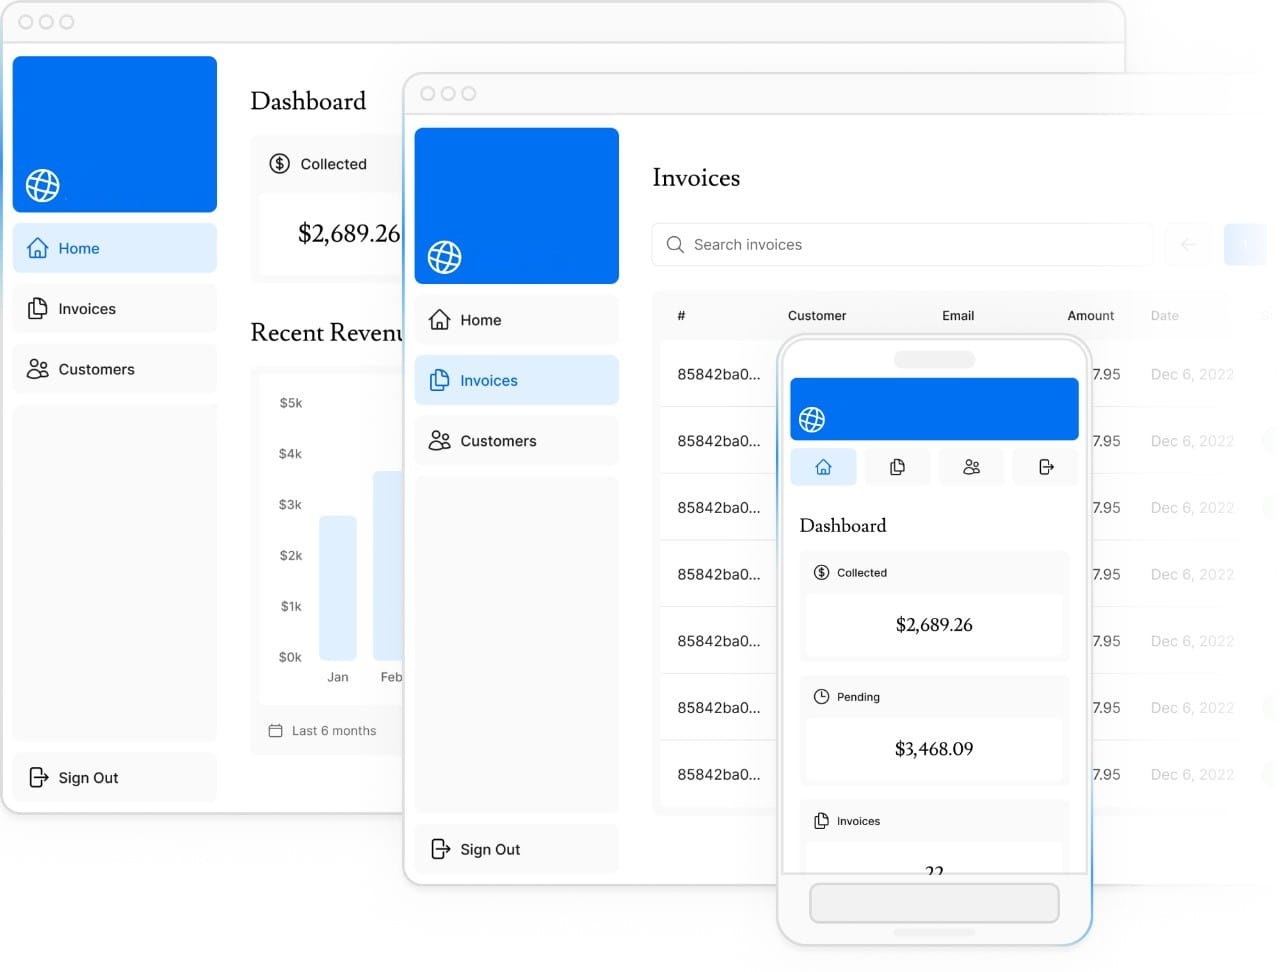 Dashboard
Collected
$2,689.26
Home
Invoices
Customers
Recent Revenu
$5k
$4k
$3k
$2k
$1k
$0k
Jan Feb
Last 6 months
Sign Out
Invoices
Search invoices
Home
Invoices
Customers
Sign Out
# Customer Email Amount Date
85842ba0... 7.95 Dec 6, 2022
85842ba0... 7.95 Dec 6, 2022
85842ba0... 7.95 Dec 6, 2022
85842ba0... 7.95 Dec 6, 2022
85842ba0... 7.95 Dec 6, 2022
85842ba0... 7.95 Dec 6, 2022
85842ba0... 7.95 Dec 6, 2022
Dashboard
Collected
$2,689.26
Pending
$3,468.09
Invoices
22